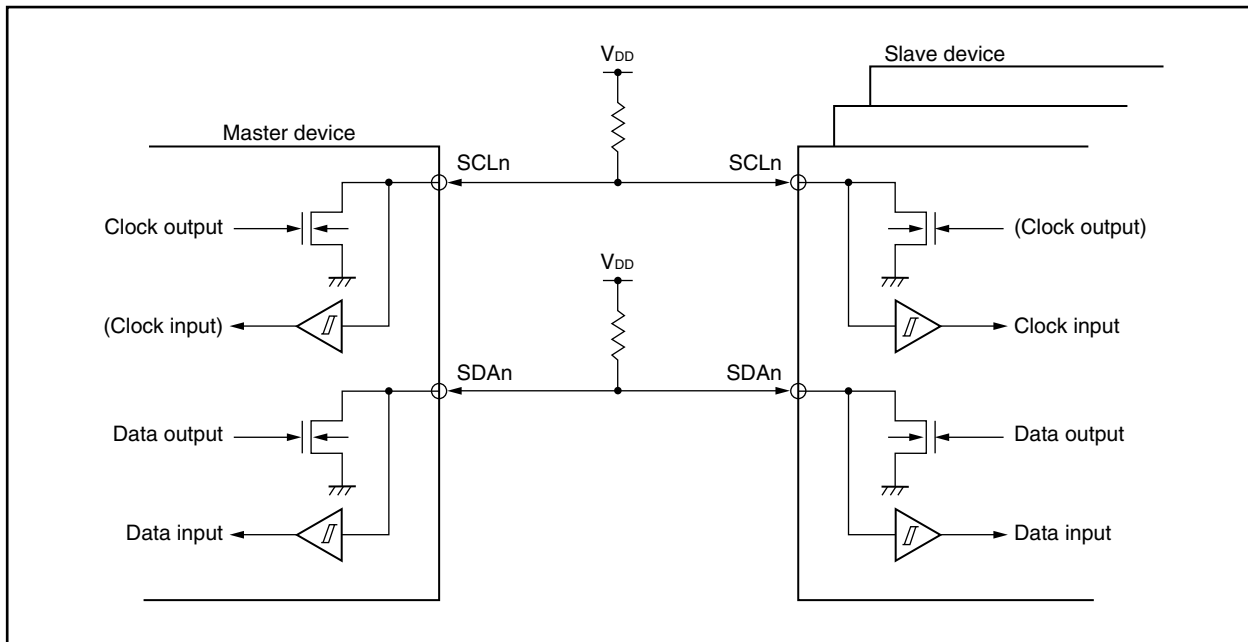 VDD
Slave device
Master device
SCLn
SCLn
Clock output
(Clock output)
VDD
(Clock input)
Clock input
SDAn
SDAn
Data output
Data output
Data input
Data input